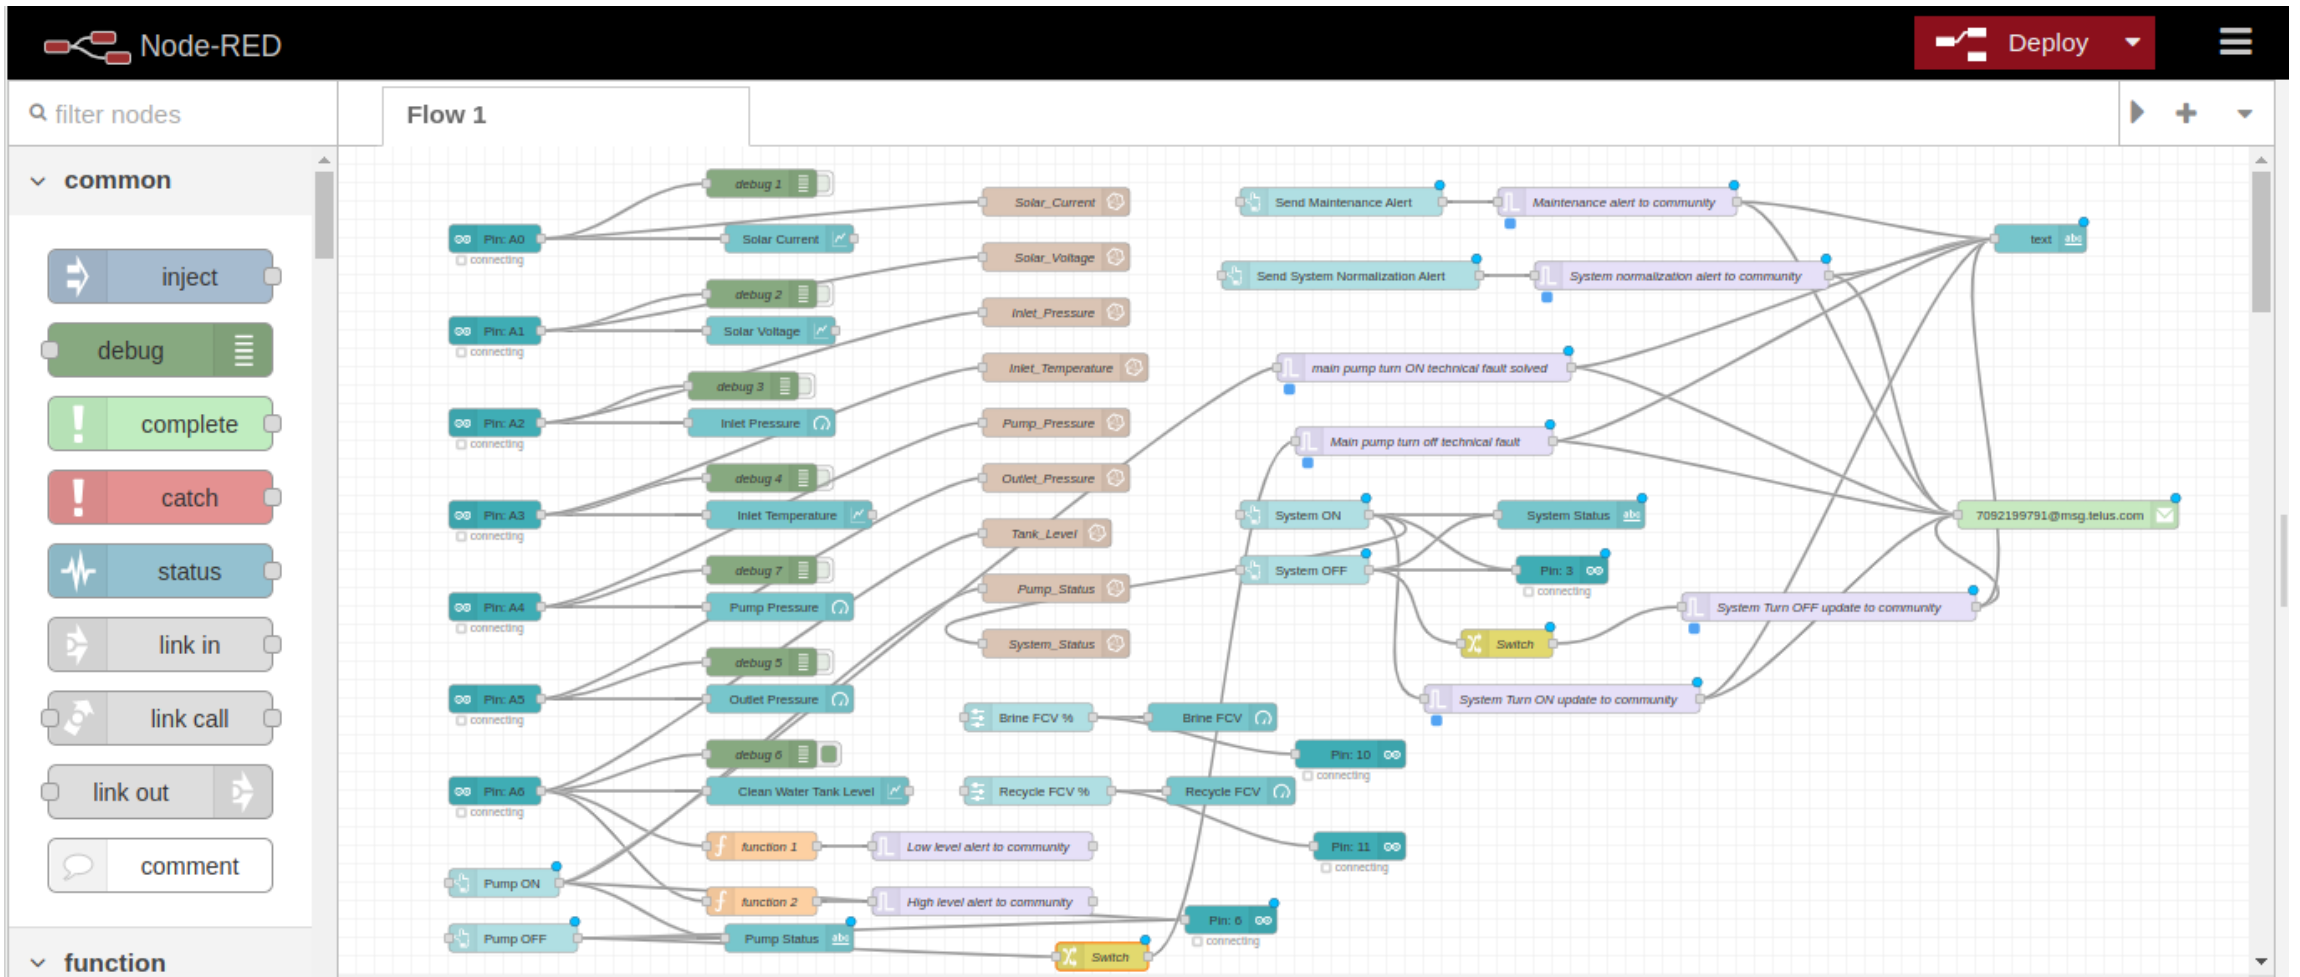 Node-RED
Deploy
filter nodes
Flow 1
common
inject
debug
complete
catch
status
link in
link call
link out
comment
function
debug 1
Solar_Current
Send Maintenance Alert
Maintenance alert to community
Pin: A0
connecting
Solar Current
text
Solar_Voltage
Send System Normalization Alert
System normalization alert to community
debug 2
Pin: A1
connecting
Solar Voltage
Inlet_Pressure
Inlet_Temperature
main pump turn ON technical fault solved
debug 3
Pin: A2
connecting
Inlet Pressure
Pump_Pressure
Main pump turn off technical fault
debug 4
Outlet_Pressure
Pin: A3
connecting
Inlet Temperature
Tank_Level
System ON
System Status
abc
7092199791@msg.telus.com
debug 7
System OFF
Pin: 3
connecting
Pump_Status
Pin: A4
connecting
Pump Pressure
System Turn OFF update to community
System_Status
Switch
debug 5
Pin: A5
connecting
Outlet Pressure
System Turn ON update to community
Brine FCV %
Brine FCV
debug 6
Pin: 10
connecting
Pin: A6
connecting
Clean Water Tank Level
Recycle FCV %
Recycle FCV
function 1
Low level alert to community
Pin: 11
connecting
Pump ON
function 2
High level alert to community
Pin: 6
connecting
Pump OFF
Pump Status
abc
Switch